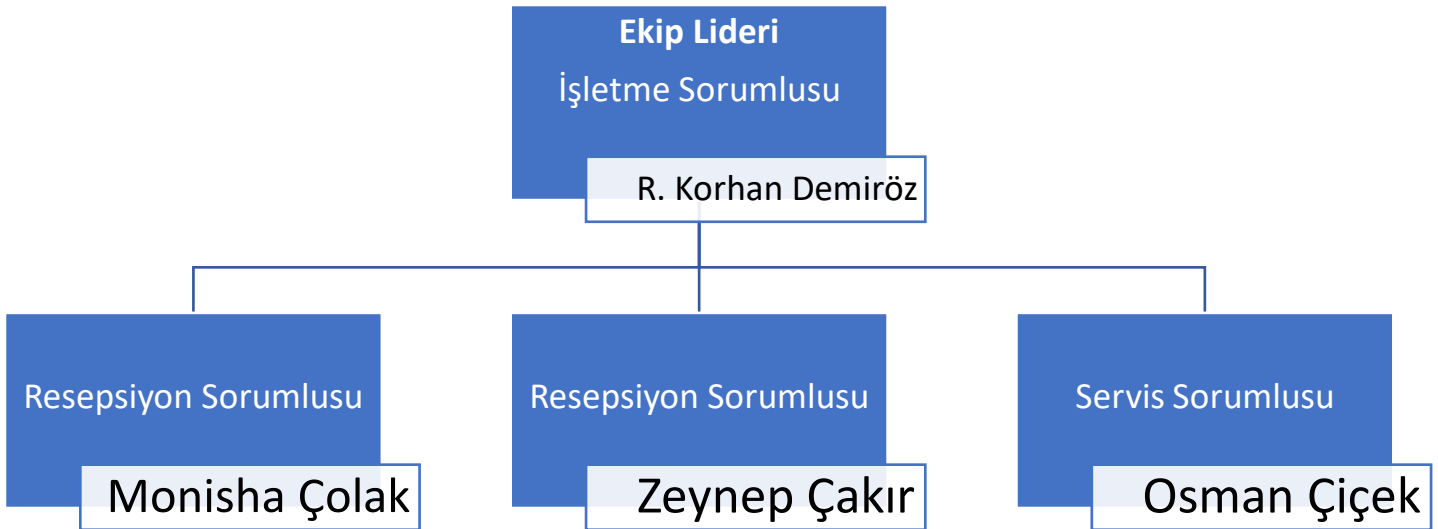 Ekip Lideri
İşletme Sorumlusu
R. Korhan Demiröz
Resepsiyon Sorumlusu
Monisha Çolak
Resepsiyon Sorumlusu
Zeynep Çakır
Servis Sorumlusu
Osman Çiçek